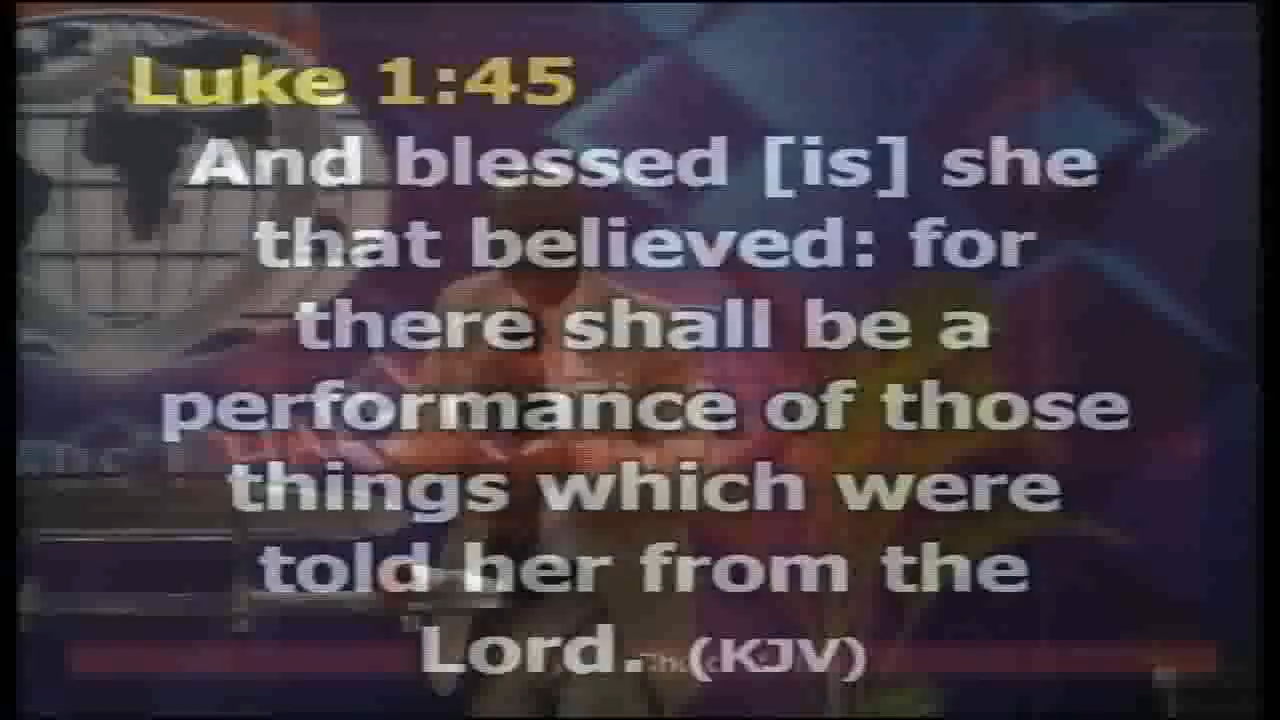 Luke 1:45
And blessed [is] she
that believed: for
there shall be a
performance of those
things which were
told her from the
Lord. (KJV)